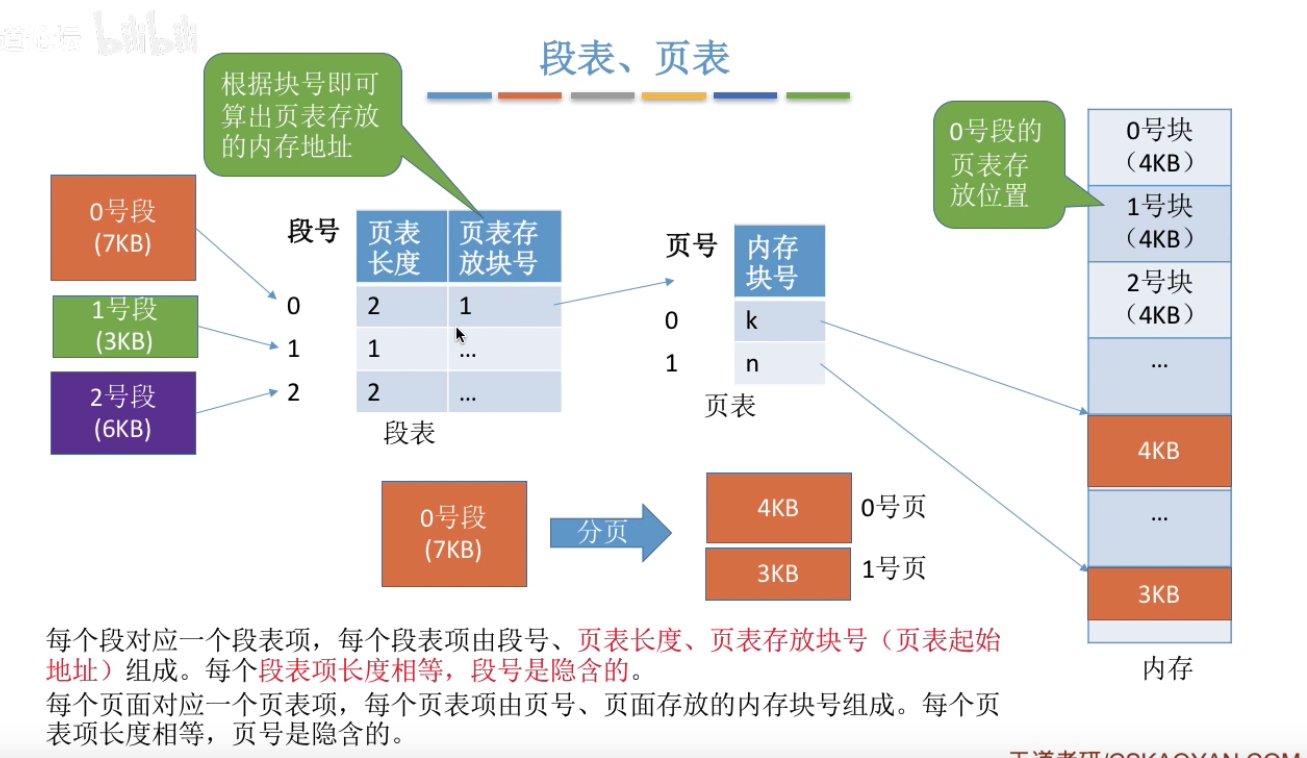 道论坛 bilibili
段表、页表
根据块号即可
算出页表存放
的内存地址
0号段
(7KB)
1号段
(3KB)
2号段
(6KB)
段号
页表
长度
页表存
放块号
0
2
1
1
1
...
2
2
...
段表
页号
内存
块号
0
k
1
n
页表
0号段的
页表存
放位置
0号块
（4KB）
1号块
（4KB）
2号块
（4KB）
...
4KB
...
3KB
内存
0号段
(7KB)
分页
4KB
0号页
3KB
1号页
每个段对应一个段表项，每个段表项由段号、页表长度、页表存放块号（页表起始
地址）组成。每个段表项长度相等，段号是隐含的。
每个页面对应一个页表项，每个页表项由页号、页面存放的内存块号组成。每个页
表项长度相等，页号是隐含的。